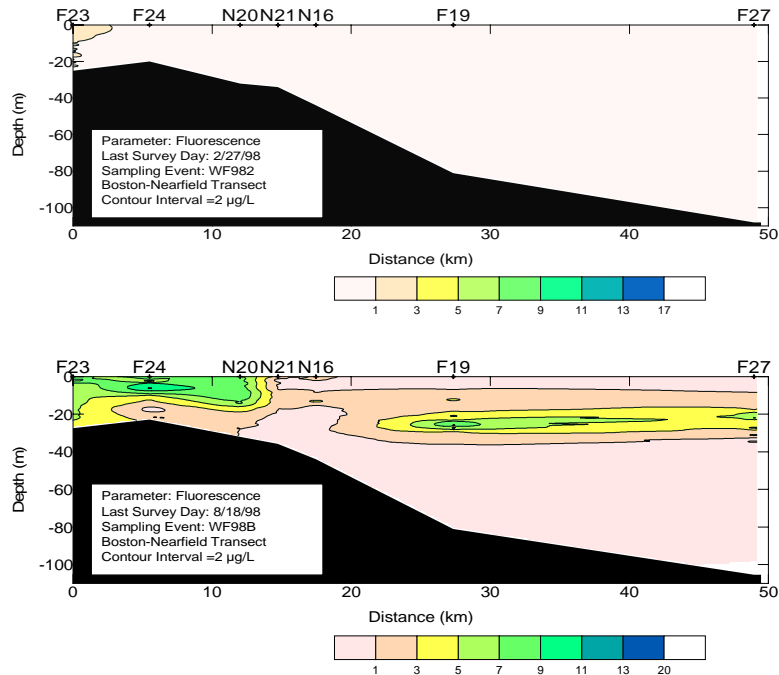 F23 F24 N20 N21 N16 F19 F27
0
-20
-40
-60
-80
-100
Depth (m)
Parameter: Fluorescence
Last Survey Day: 2/27/98
Sampling Event: WF982
Boston-Nearfield Transect
Contour Interval =2 µg/L
0 10 20 30 40 50
Distance (km)
1 3 5 7 9 11 13 17
F23 F24 N20 N21 N16 F19 F27
0
-20
-40
-60
-80
-100
Depth (m)
Parameter: Fluorescence
Last Survey Day: 8/18/98
Sampling Event: WF98B
Boston-Nearfield Transect
Contour Interval =2 µg/L
0 10 20 30 40 50
Distance (km)
1 3 5 7 9 11 13 20